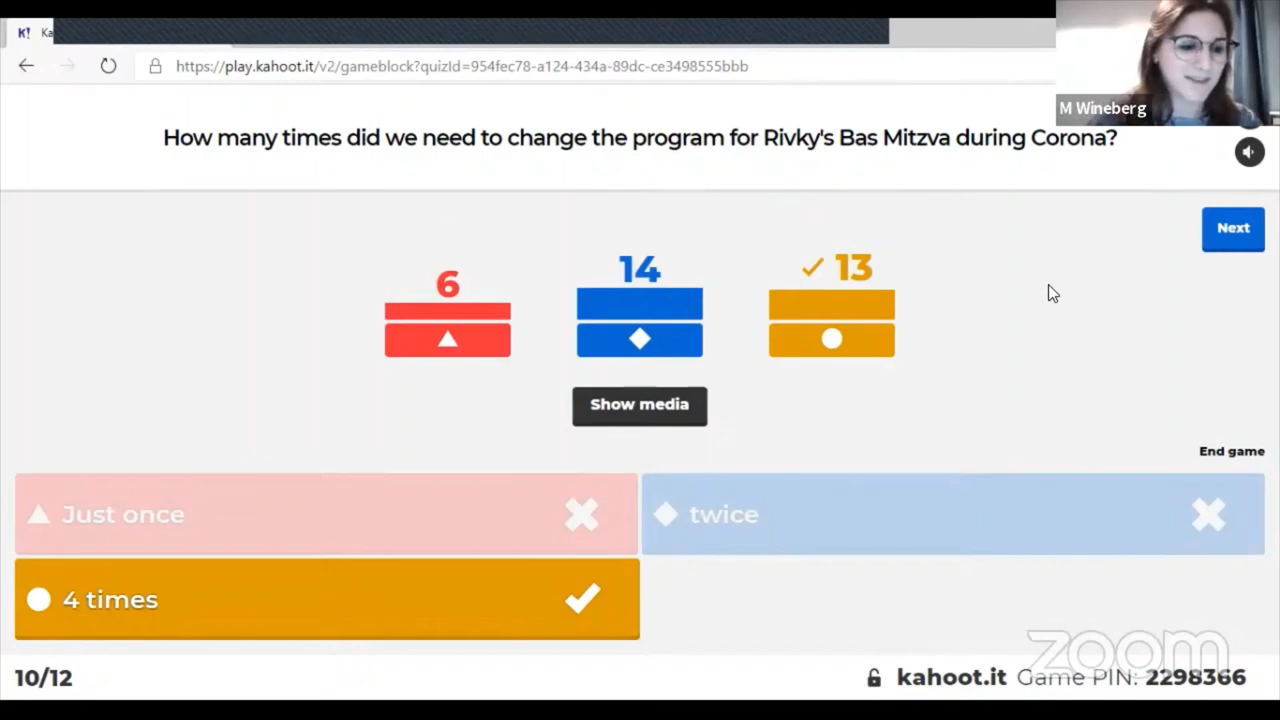 K! Ka
https://play.kahoot.it/v2/gameblock?quizId=954fec78-a124-434a-89dc-ce3498555bbb
M Wineberg
How many times did we need to change the program for Rivky's Bas Mitzva during Corona?
Next
6
14
13
Show media
End game
Just once
twice
4 times
zoom
10/12
kahoot.it Game PIN: 2298366